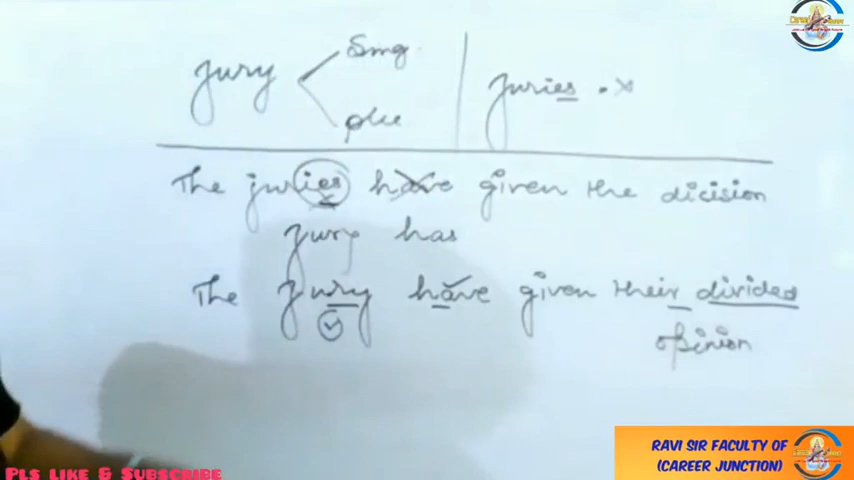 Sing.
jury
juries . x
plu
The juries have given the dicision
jury has
The jury have given their divided
opinion
RAVI SIR FACULTY OF
(CAREER JUNCTION)
PLS LIKE & SUBSCRIBE